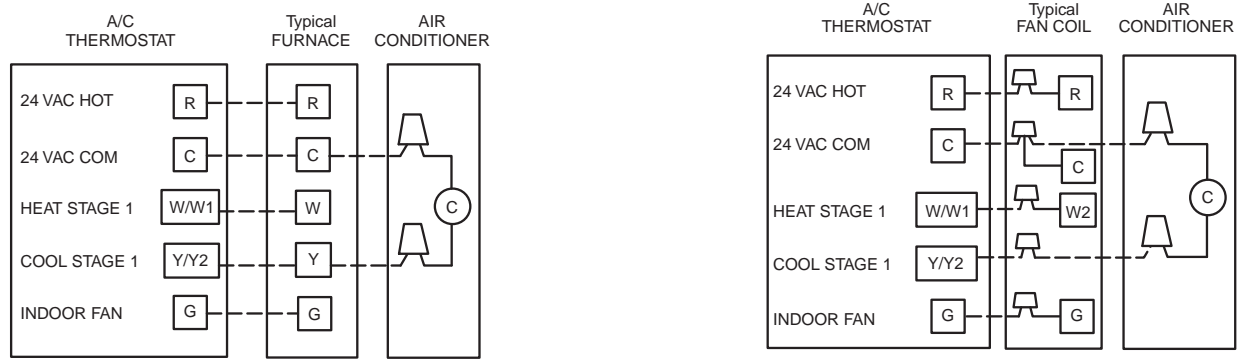 A/C THERMOSTAT
Typical FURNACE
AIR CONDITIONER
24 VAC HOT R R
24 VAC COM C C
HEAT STAGE 1 W/W1 W
C
COOL STAGE 1 Y/Y2 Y
INDOOR FAN G G
A/C THERMOSTAT
Typical FAN COIL
AIR CONDITIONER
24 VAC HOT R R
24 VAC COM C C
HEAT STAGE 1 W/W1 W2
C
COOL STAGE 1 Y/Y2
INDOOR FAN G G